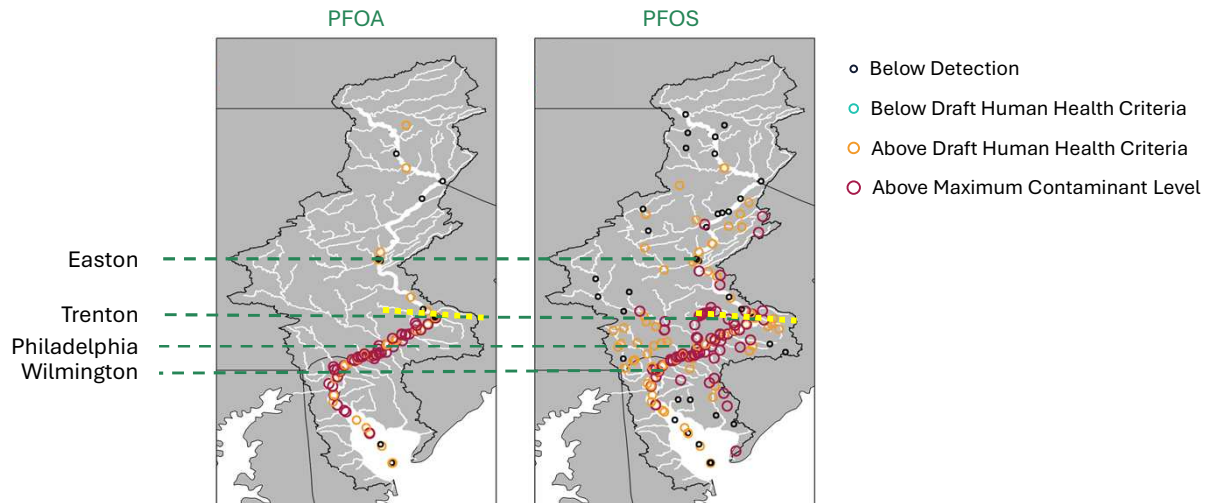 PFOA
PFOS
Below Detection
Below Draft Human Health Criteria
Above Draft Human Health Criteria
Above Maximum Contaminant Level
Easton
Trenton
Philadelphia
Wilmington